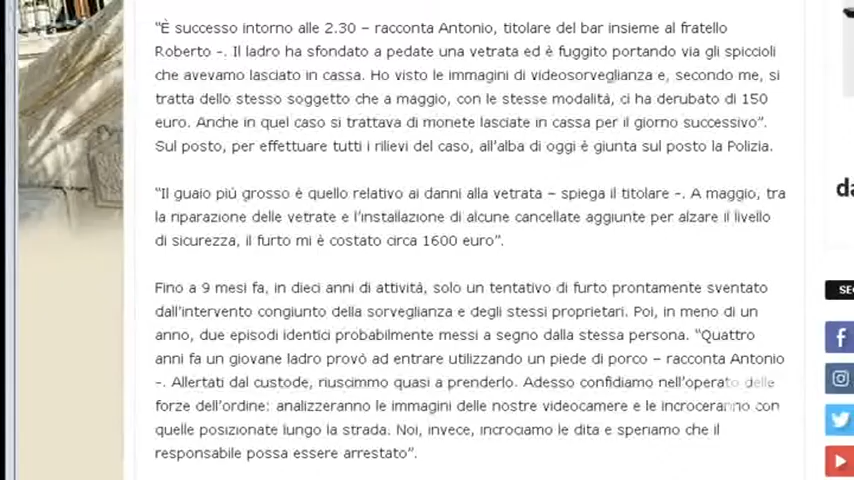 "È successo intorno alle 2.30 – racconta Antonio, titolare del bar insieme al fratello
Roberto -. Il ladro ha sfondato a pedate una vetrata ed è fuggito portando via gli spiccioli
che avevamo lasciato in cassa. Ho visto le immagini di videosorveglianza e, secondo me, si
tratta dello stesso soggetto che a maggio, con le stesse modalità, ci ha derubato di 150
euro. Anche in quel caso si trattava di monete lasciate in cassa per il giorno successivo".
Sul posto, per effettuare tutti i rilievi del caso, all'alba di oggi è giunta sul posto la Polizia.
"Il guaio più grosso è quello relativo ai danni alla vetrata – spiega il titolare -. A maggio, tra
la riparazione delle vetrate e l'installazione di alcune cancellate aggiunte per alzare il livello
di sicurezza, il furto mi è costato circa 1600 euro".
Fino a 9 mesi fa, in dieci anni di attività, solo un tentativo di furto prontamente sventato
dall'intervento congiunto della sorveglianza e degli stessi proprietari. Poi, in meno di un
anno, due episodi identici probabilmente messi a segno dalla stessa persona. "Quattro
anni fa un giovane ladro provò ad entrare utilizzando un piede di porco – racconta Antonio
-. Allertati dal custode, riuscimmo quasi a prenderlo. Adesso confidiamo nell'operato delle
forze dell'ordine: analizzeranno le immagini delle nostre videocamere e le incroceranno con
quelle posizionate lungo la strada. Noi, invece, incrociamo le dita e speriamo che il
responsabile possa essere arrestato".
da
SE